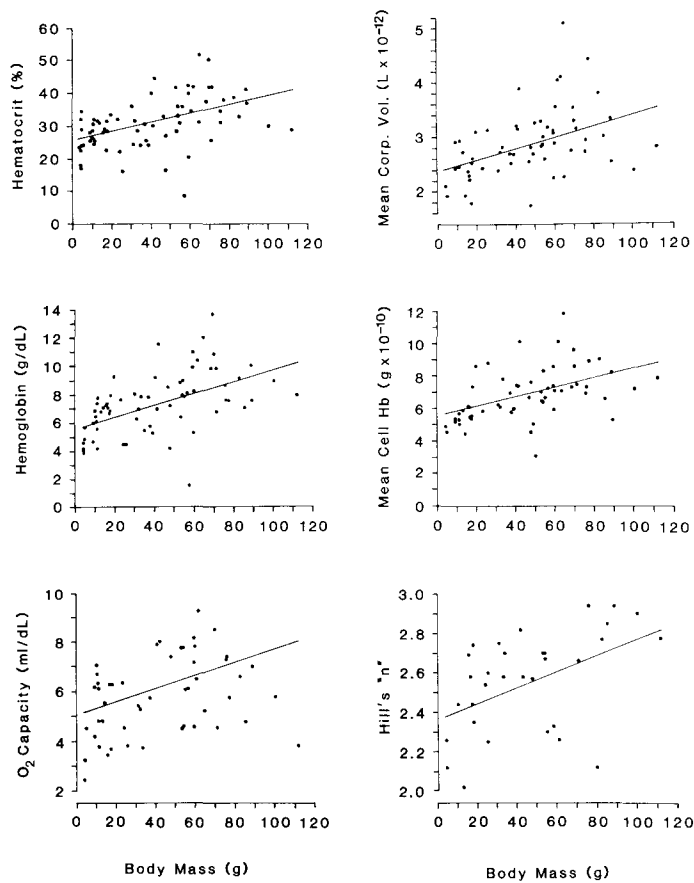 Hematocrit (%)
60
50
40
30
20
10
0
0 20 40 60 80 100 120
Mean Corp. Vol. (L x 10⁻¹²)
5
4
3
2
0 20 40 60 80 100 120
Hemoglobin (g/dL)
14
12
10
8
6
4
2
0
0 20 40 60 80 100 120
Mean Cell Hb (g x 10⁻¹⁰)
12
10
8
6
4
2
0
0 20 40 60 80 100 120
O₂ Capacity (ml/dL)
10
8
6
4
2
0 20 40 60 80 100 120
Body Mass (g)
Hill's "n"
3.0
2.8
2.6
2.4
2.2
2.0
0 20 40 60 80 100 120
Body Mass (g)